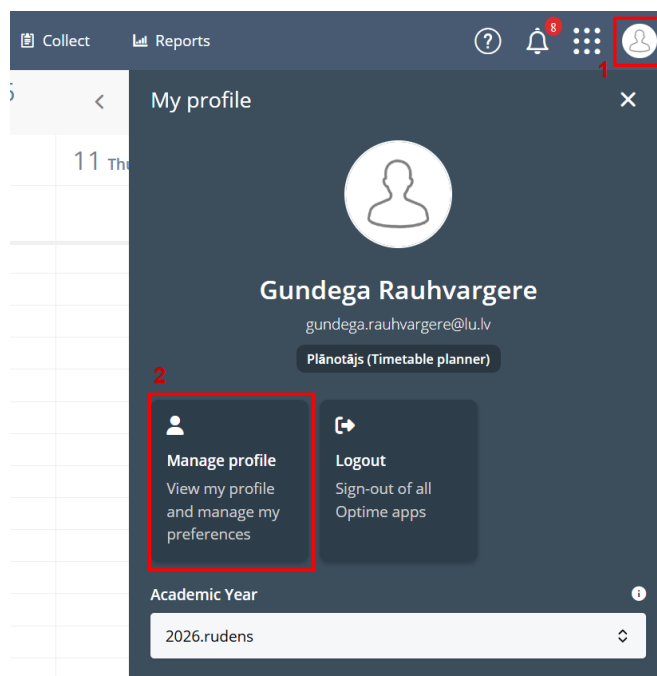 Collect
Reports
8
1
<
My profile
11 Thu
Gundega Rauhvargere
gundega.rauhvargere@lu.lv
Plānotājs (Timetable planner)
2
Manage profile
View my profile
and manage my
preferences
Logout
Sign-out of all
Optime apps
Academic Year
2026.rudens